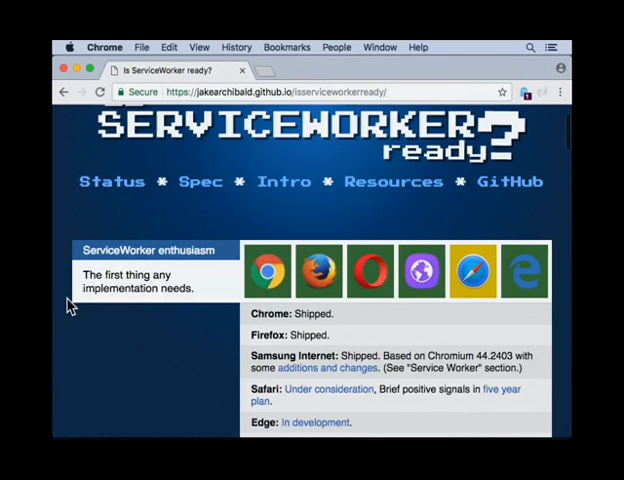 Chrome File Edit View History Bookmarks People Window Help
Is ServiceWorker ready?
Secure https://jakearchibald.github.io/isserviceworkerready/
SERVICEWORKER
ready?
Status * Spec * Intro * Resources * GitHub
ServiceWorker enthusiasm
The first thing any
implementation needs.
Chrome: Shipped.
Firefox: Shipped.
Samsung Internet: Shipped. Based on Chromium 44.2403 with
some additions and changes. (See "Service Worker" section.)
Safari: Under consideration, Brief positive signals in five year
plan.
Edge: In development.